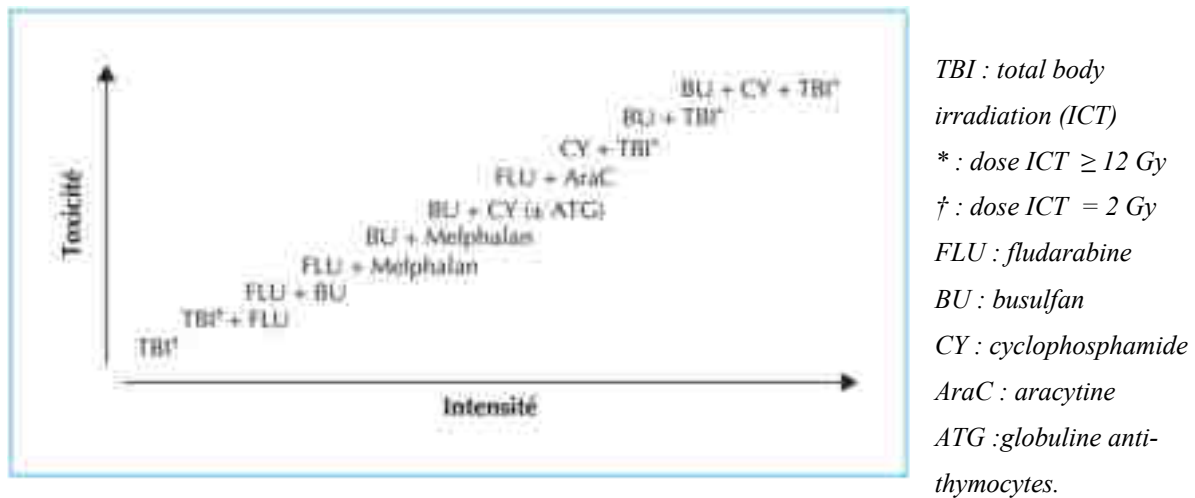 Toxicité
BU + CY + TBI*
BU + TBI*
CY + TBI*
FLU + AraC
BU + CY (± ATG)
BU + Melphalan
FLU + Melphalan
FLU + BU
TBI† + FLU
TBI†
Intensité
TBI : total body
irradiation (ICT)
* : dose ICT ≥ 12 Gy
† : dose ICT = 2 Gy
FLU : fludarabine
BU : busulfan
CY : cyclophosphamide
AraC : aracytine
ATG :globuline anti-
thymocytes.